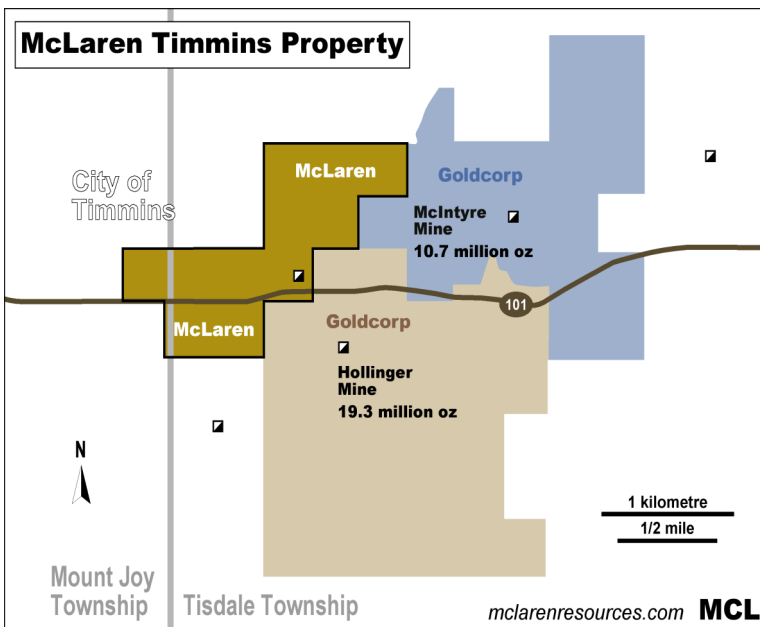 McLaren Timmins Property
McLaren
Goldcorp
City of
Timmins
McIntyre
Mine
10.7 million oz
101
McLaren
Goldcorp
Hollinger
Mine
19.3 million oz
N
1 kilometre
1/2 mile
Mount Joy
Township
Tisdale Township
mclarenresources.com MCL